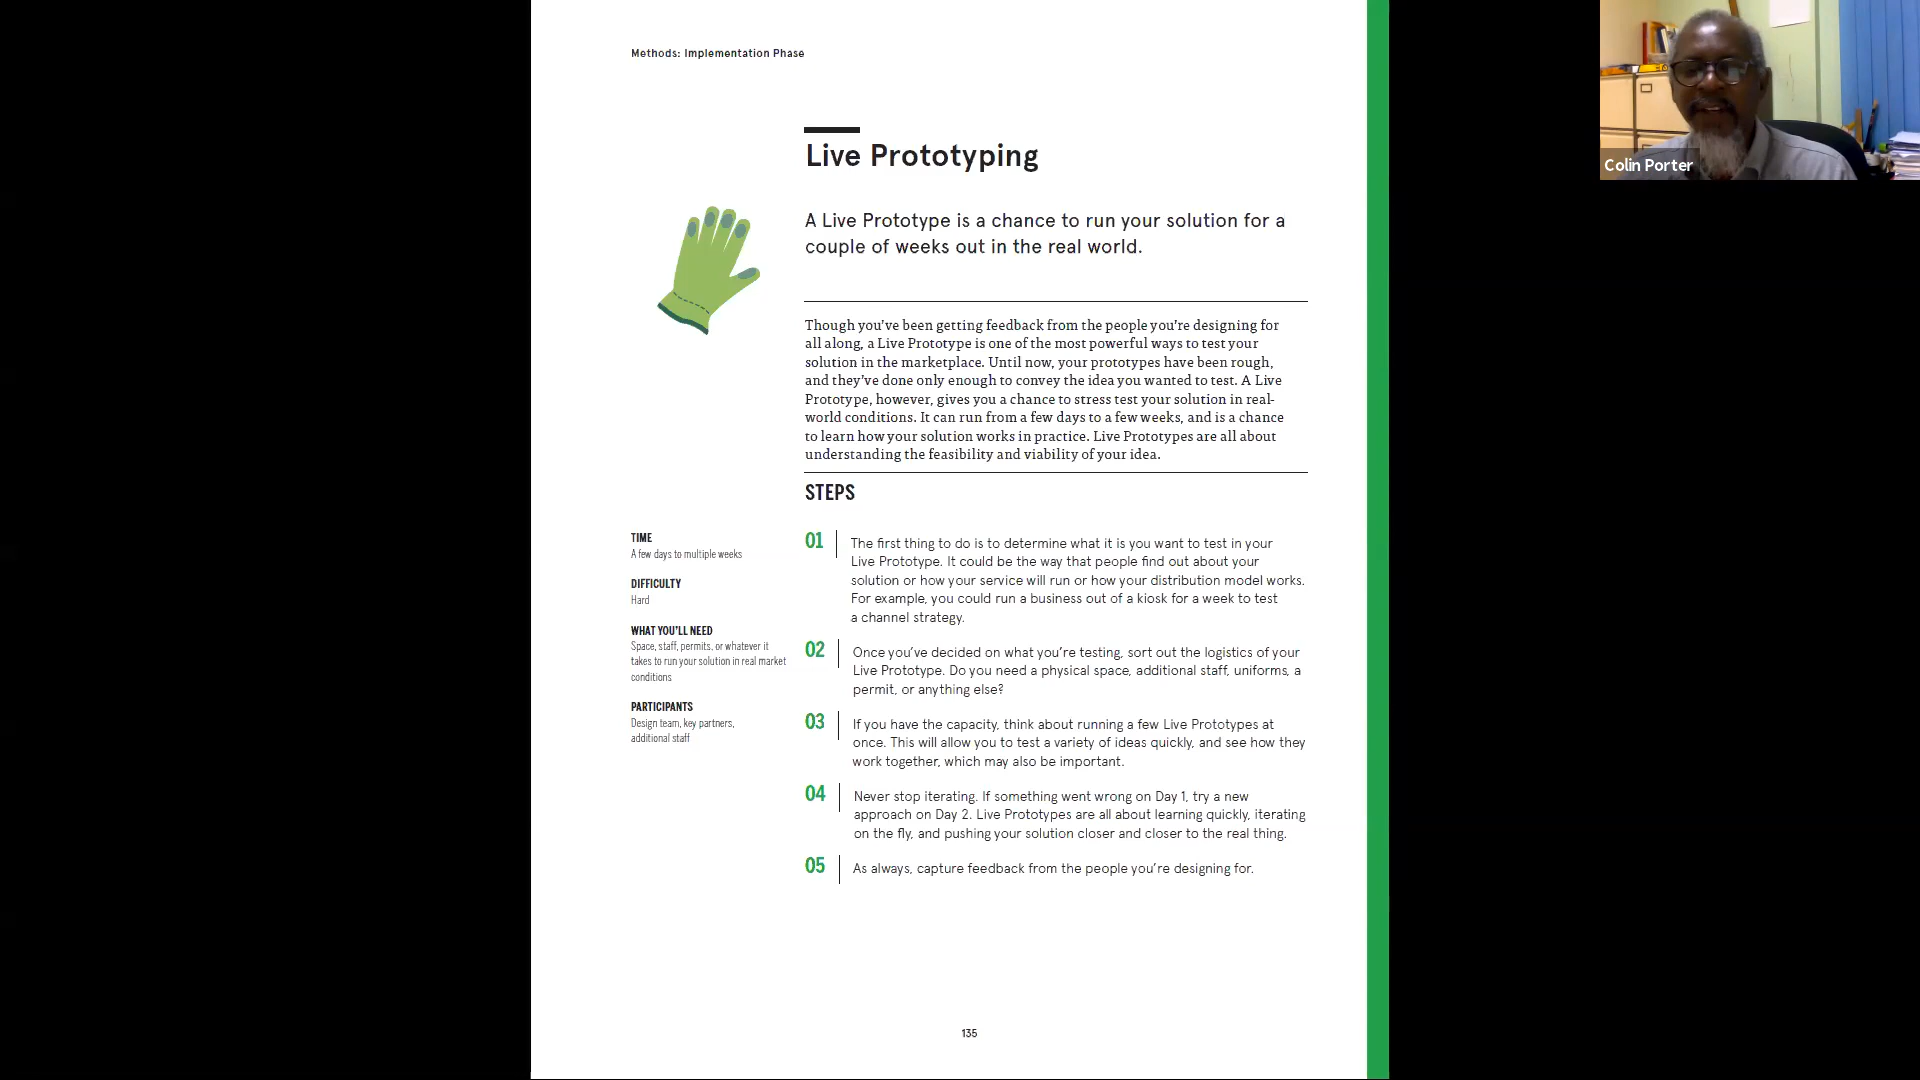 Methods: Implementation Phase
Live Prototyping
A Live Prototype is a chance to run your solution for a
couple of weeks out in the real world.
Though you've been getting feedback from the people you're designing for
all along, a Live Prototype is one of the most powerful ways to test your
solution in the marketplace. Until now, your prototypes have been rough,
and they've done only enough to convey the idea you wanted to test. A Live
Prototype, however, gives you a chance to stress test your solution in real-
world conditions. It can run from a few days to a few weeks, and is a chance
to learn how your solution works in practice. Live Prototypes are all about
understanding the feasibility and viability of your idea.
STEPS
TIME
A few days to multiple weeks
DIFFICULTY
Hard
WHAT YOU'LL NEED
Space, staff, permits, or whatever it
takes to run your solution in real market
conditions
PARTICIPANTS
Design team, key partners,
additional staff
01
The first thing to do is to determine what it is you want to test in your
Live Prototype. It could be the way that people find out about your
solution or how your service will run or how your distribution model works.
For example, you could run a business out of a kiosk for a week to test
a channel strategy.
02
Once you've decided on what you're testing, sort out the logistics of your
Live Prototype. Do you need a physical space, additional staff, uniforms, a
permit, or anything else?
03
If you have the capacity, think about running a few Live Prototypes at
once. This will allow you to test a variety of ideas quickly, and see how they
work together, which may also be important.
04
Never stop iterating. If something went wrong on Day 1, try a new
approach on Day 2. Live Prototypes are all about learning quickly, iterating
on the fly, and pushing your solution closer and closer to the real thing.
05
As always, capture feedback from the people you're designing for.
135
Colin Porter